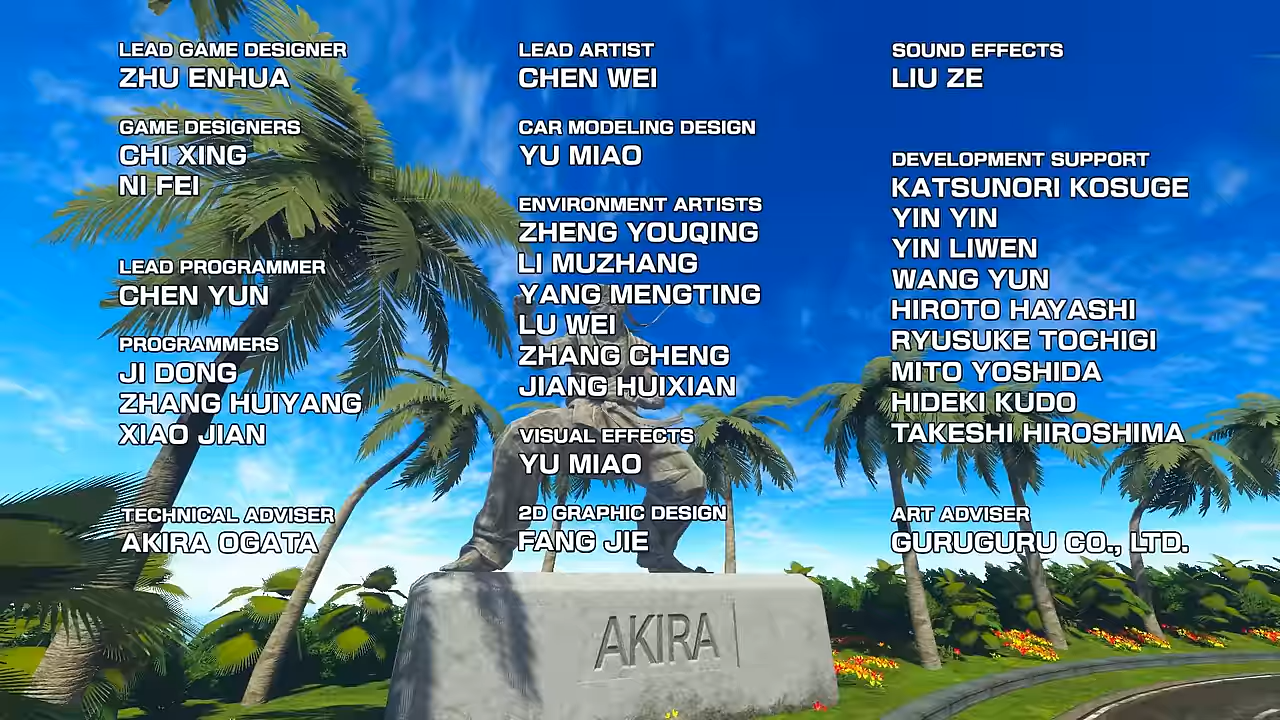 LEAD GAME DESIGNER
ZHU ENHUA
GAME DESIGNERS
CHI XING
NI FEI
LEAD PROGRAMMER
CHEN YUN
PROGRAMMERS
JI DONG
ZHANG HUIYANG
XIAO JIAN
TECHNICAL ADVISER
AKIRA OGATA
LEAD ARTIST
CHEN WEI
CAR MODELING DESIGN
YU MIAO
ENVIRONMENT ARTISTS
ZHENG YOUQING
LI MUZHANG
YANG MENGTING
LU WEI
ZHANG CHENG
JIANG HUIXIAN
VISUAL EFFECTS
YU MIAO
2D GRAPHIC DESIGN
FANG JIE
SOUND EFFECTS
LIU ZE
DEVELOPMENT SUPPORT
KATSUNORI KOSUGE
YIN YIN
YIN LIWEN
WANG YUN
HIROTO HAYASHI
RYUSUKE TOCHIGI
MITO YOSHIDA
HIDEKI KUDO
TAKESHI HIROSHIMA
ART ADVISER
GURUGURU CO., LTD.
AKIRA